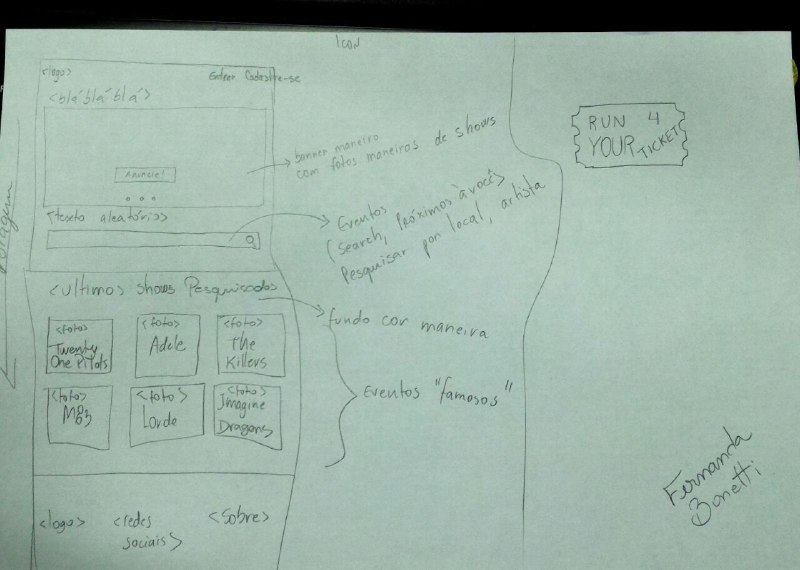 ICON
<logo> Entrar Cadastre-se
<blá blá blá>
Anuncie!
<texto aleatório>
banner maneiro
com fotos maneiras de shows
Eventos
(search, Próximos à você>
Pesquisar por local, artista
<ultimos shows Pesquisados
fundo cor maneira
<foto>
Twenty
One Pilots
<foto>
Adele
<foto>
the
Killers
<foto>
<foto>
Lorde
<foto>
Imagine
Dragons
Eventos "famosos"
<logo>
<redes
sociais>
<Sobre>
RUN 4
YOUR TICKET
Fernanda
Bonetti